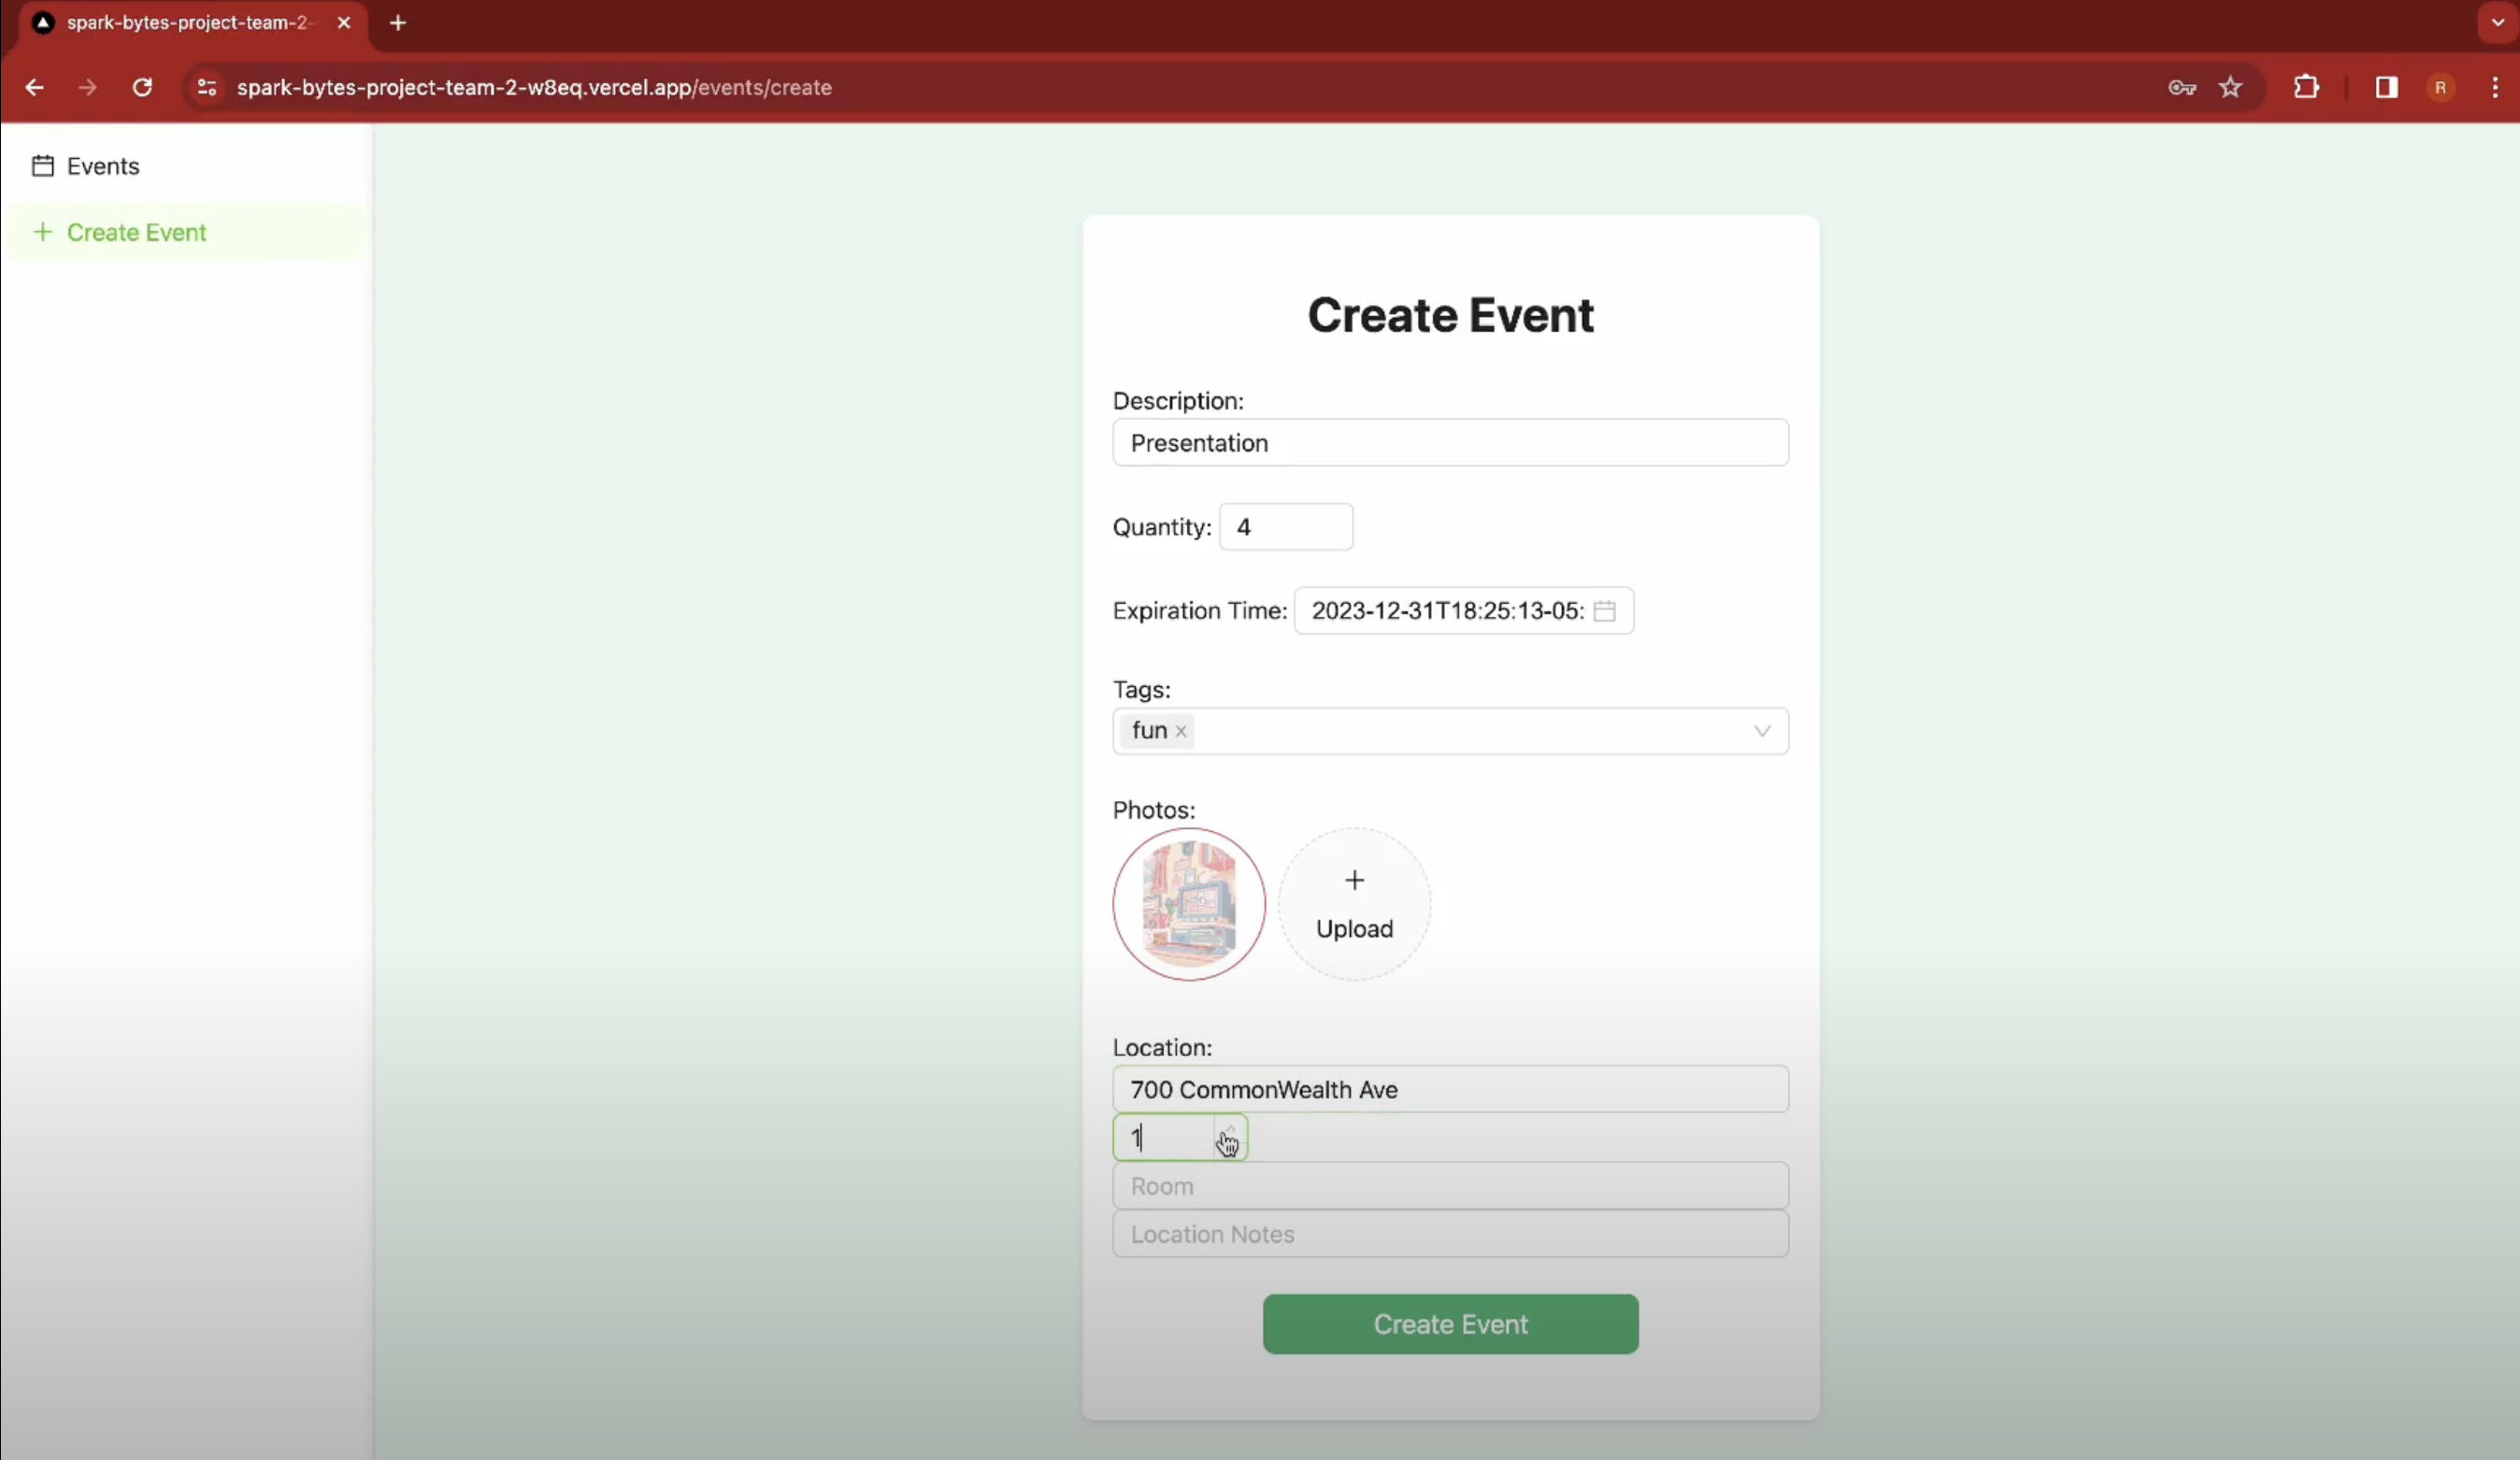 spark-bytes-project-team-2-
spark-bytes-project-team-2-w8eq.vercel.app/events/create
R
Events
Create Event
Create Event
Description:
Presentation
Quantity: 4
Expiration Time: 2023-12-31T18:25:13-05:
Tags:
fun
Photos:
Upload
Location:
700 CommonWealth Ave
1
Room
Location Notes
Create Event